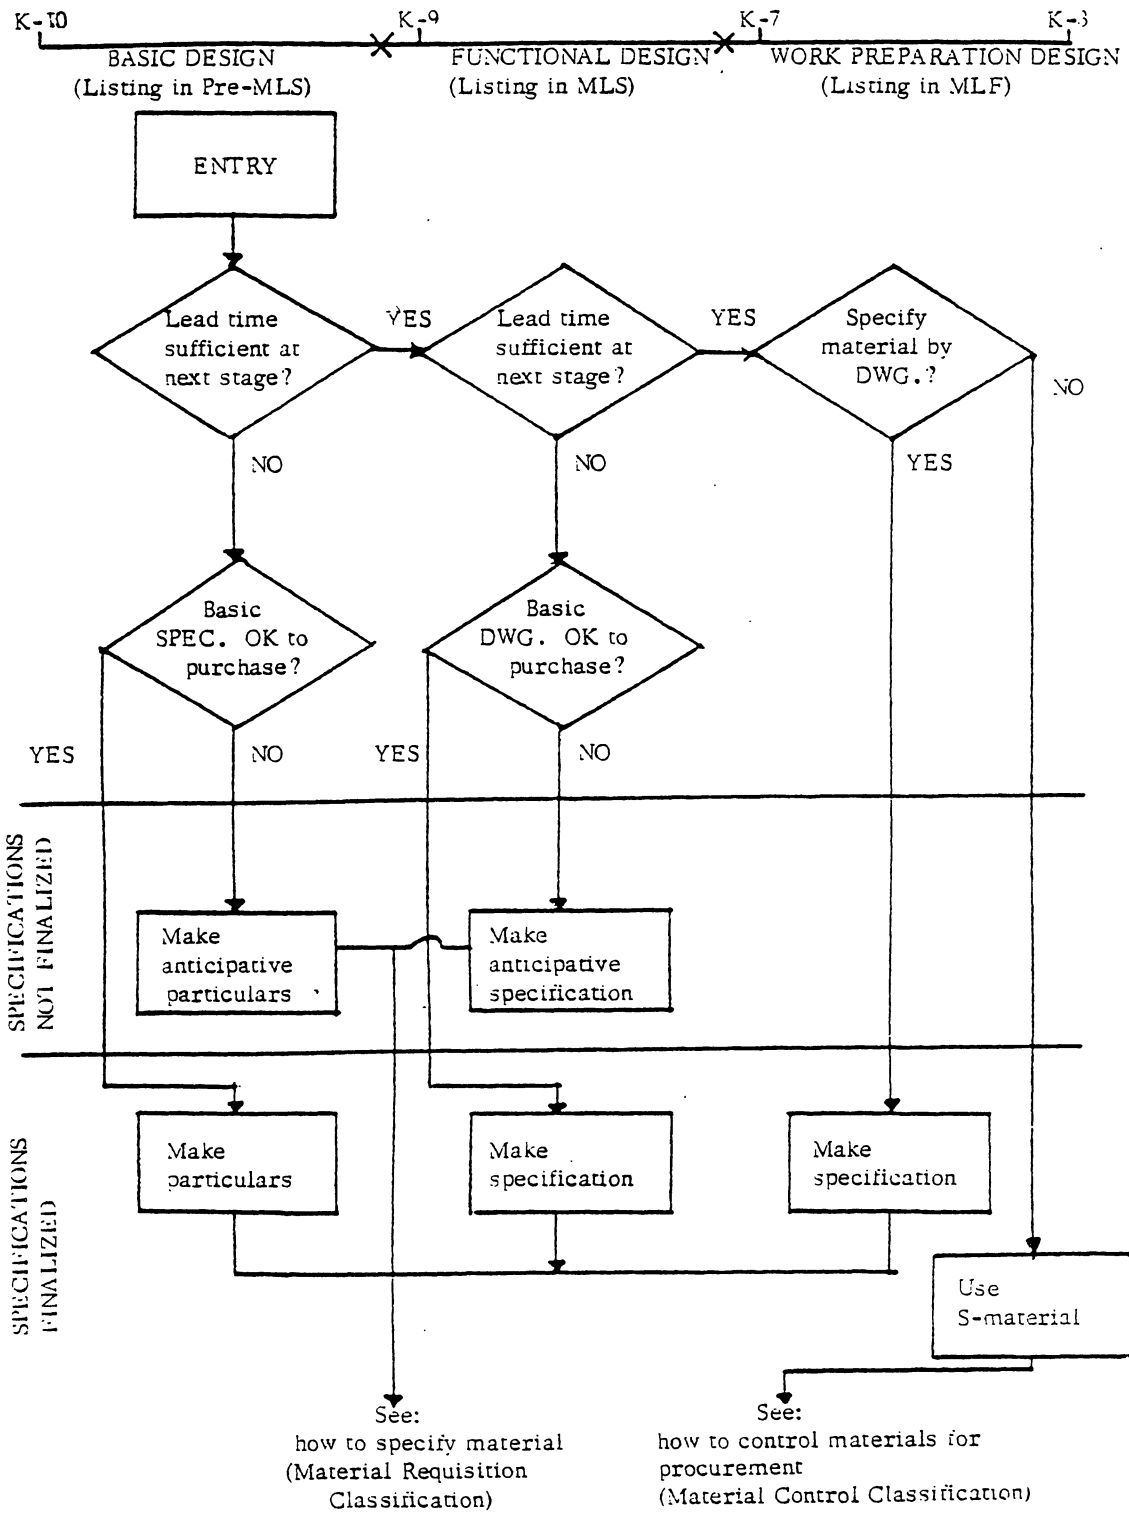 K-10 K-9 K-7 K-3
BASIC DESIGN
(Listing in Pre-MLS)
FUNCTIONAL DESIGN
(Listing in MLS)
WORK PREPARATION DESIGN
(Listing in MLF)
ENTRY
Lead time
sufficient at
next stage?
YES
Lead time
sufficient at
next stage?
YES
Specify
material by
DWG.?
NO
NO
NO
YES
Basic
SPEC. OK to
purchase?
Basic
DWG. OK to
purchase?
YES
NO
YES
NO
SPECIFICATIONS
NOT FINALIZED
Make
anticipative
particulars
Make
anticipative
specification
SPECIFICATIONS
FINALIZED
Make
particulars
Make
specification
Make
specification
Use
S-material
See:
how to specify material
(Material Requisition
Classification)
See:
how to control materials for
procurement
(Material Control Classification)